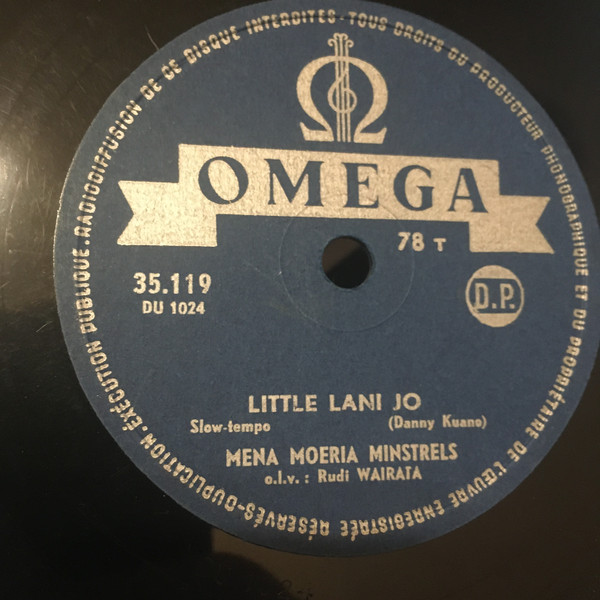 TOUS DROITS DU PRODUCTEUR PHONOGRAPHIQUE ET DU PROPRIÉTAIRE DE L'ŒUVRE ENREGISTRÉE RÉSERVÉS-DUPLICATION. EXÉCUTION PUBLIQUE. RADIODIFFUSION DE CE DISQUE INTERDITES-
OMEGA
78 T
35.119
DU 1024
D.P.
LITTLE LANI JO
Slow-tempo (Danny Kuano)
MENA MOERIA MINSTRELS
o.l.v.: Rudi WAIRATA